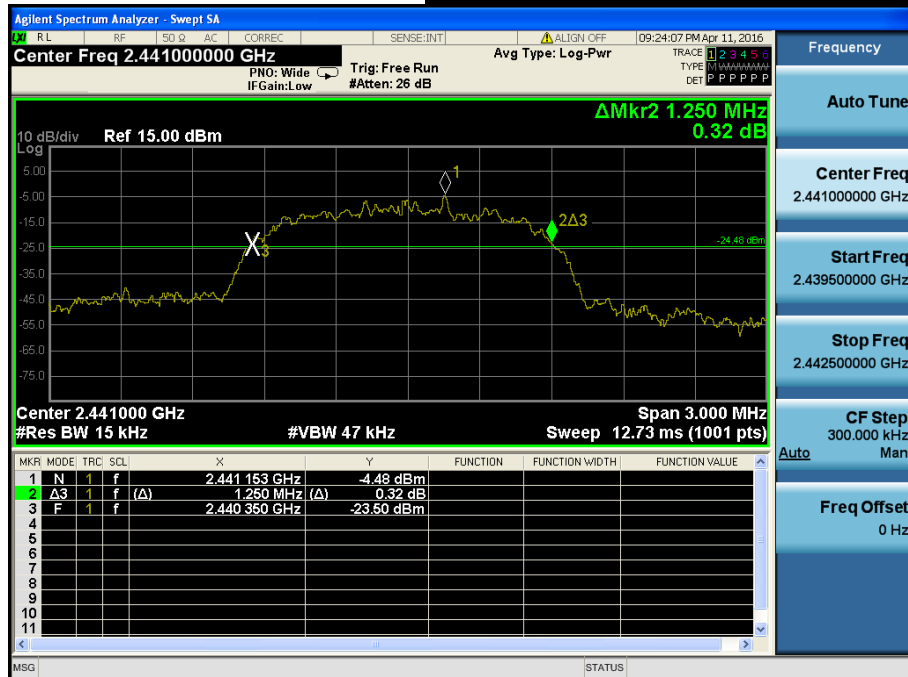 Agilent Spectrum Analyzer - Swept SA
LXI RL RF 50 Ω AC CORREC SENSE:INT ALIGN OFF 09:24:07 PM Apr 11, 2016
Center Freq 2.441000000 GHz
PNO: Wide
IFGain:Low
Trig: Free Run
#Atten: 26 dB
Avg Type: Log-Pwr
TRACE 1 2 3 4 5 6
TYPE M WWWWW
DET P P P P P P
ΔMkr2 1.250 MHz
0.32 dB
10 dB/div Ref 15.00 dBm
Log
5.00
-5.00
-15.0
-25.0
-35.0
-45.0
-55.0
-65.0
-75.0
1
2Δ3
3
-24.48 dBm
Center 2.441000 GHz
Span 3.000 MHz
#Res BW 15 kHz
#VBW 47 kHz
Sweep 12.73 ms (1001 pts)
MKR MODE TRC SCL X Y FUNCTION FUNCTION WIDTH FUNCTION VALUE
1 N 1 f 2.441 153 GHz -4.48 dBm
2 Δ3 1 f (Δ) 1.250 MHz (Δ) 0.32 dB
3 F 1 f 2.440 350 GHz -23.50 dBm
4
5
6
7
8
9
10
11
MSG
STATUS
Frequency
Auto Tune
Center Freq
2.441000000 GHz
Start Freq
2.439500000 GHz
Stop Freq
2.442500000 GHz
CF Step
300.000 kHz
Auto Man
Freq Offset
0 Hz